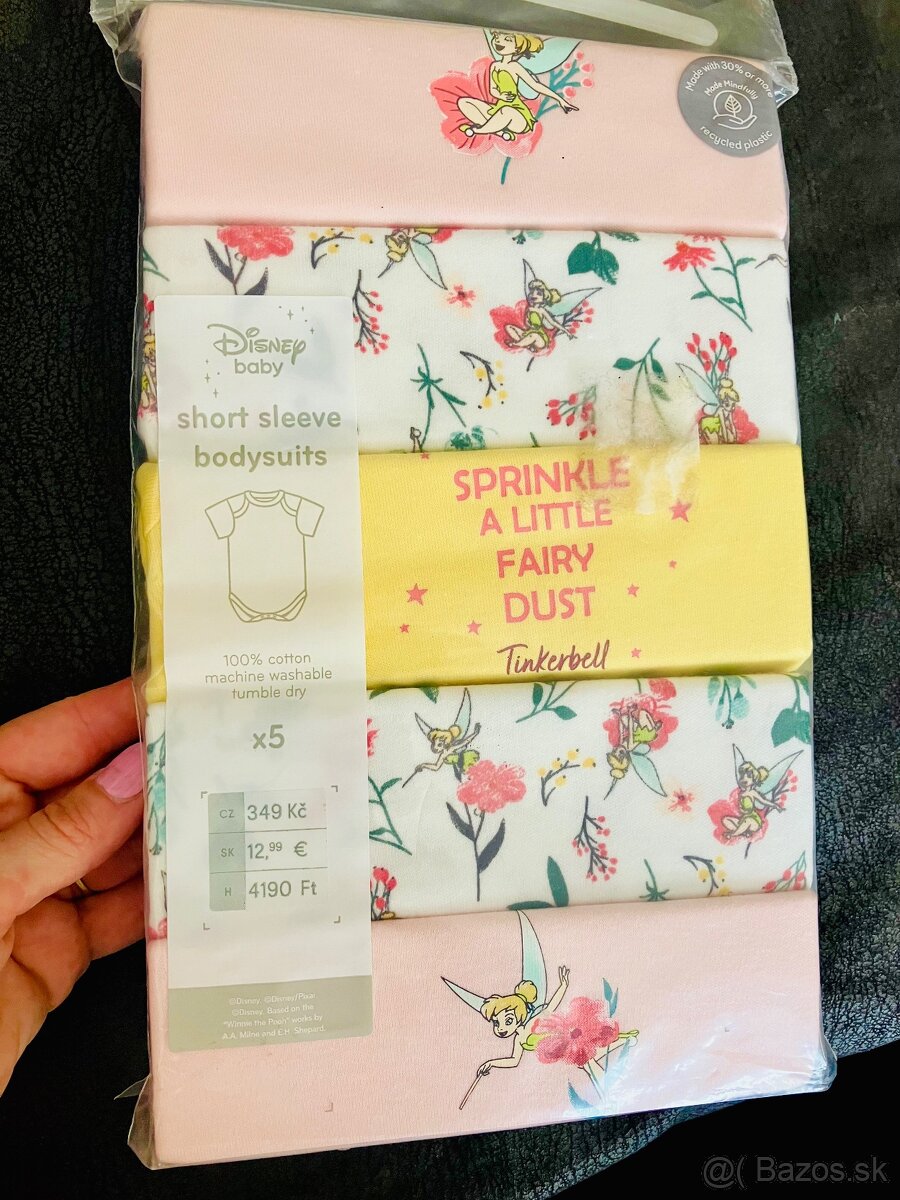 Made with 30% or more
Made Mindfully
recycled plastic
Disney
baby
short sleeve
bodysuits
100% cotton
machine washable
tumble dry
x5
CZ 349 Kč
SK 12,99 €
H 4190 Ft
©Disney. ©Disney/Pixar
©Disney. Based on the
"Winnie the Pooh" works by
A.A. Milne and E.H. Shepard.
SPRINKLE
A LITTLE
FAIRY
DUST
Tinkerbell
@( Bazos.sk